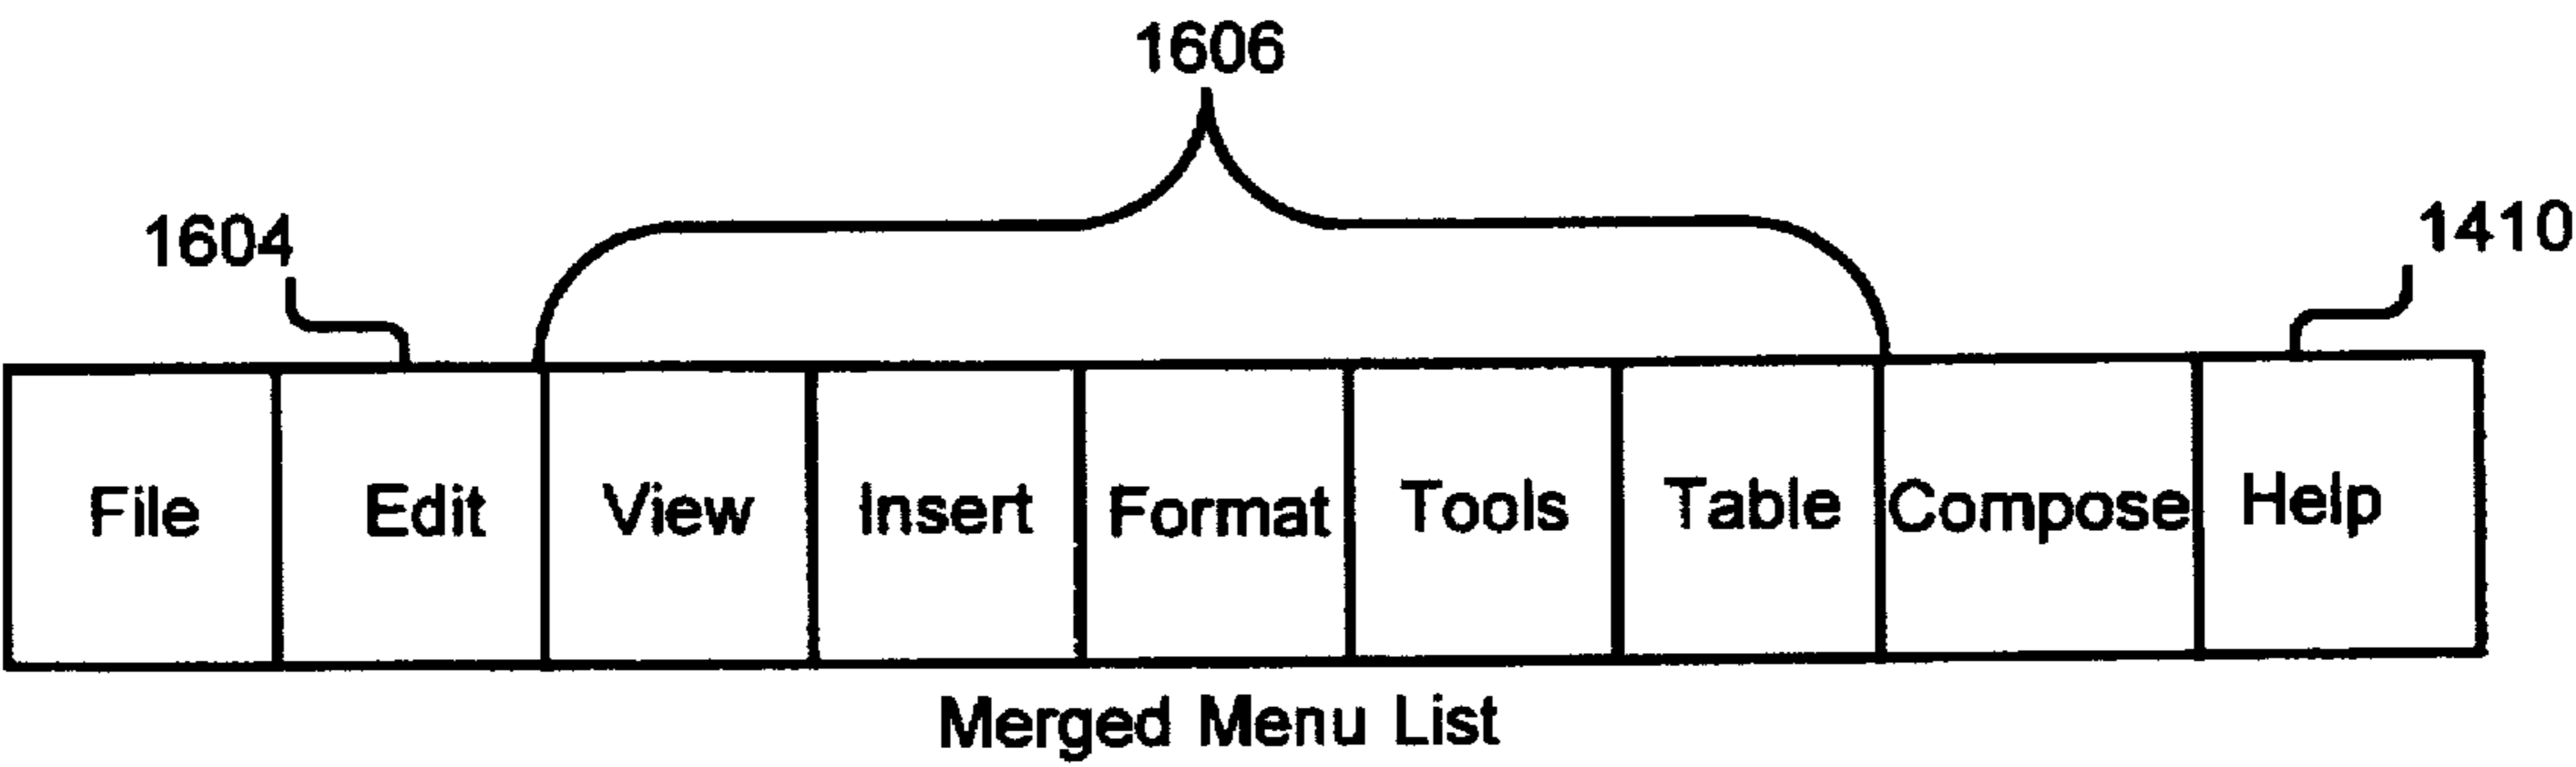 1606
1604
1410
File Edit View Insert Format Tools Table Compose Help
Merged Menu List